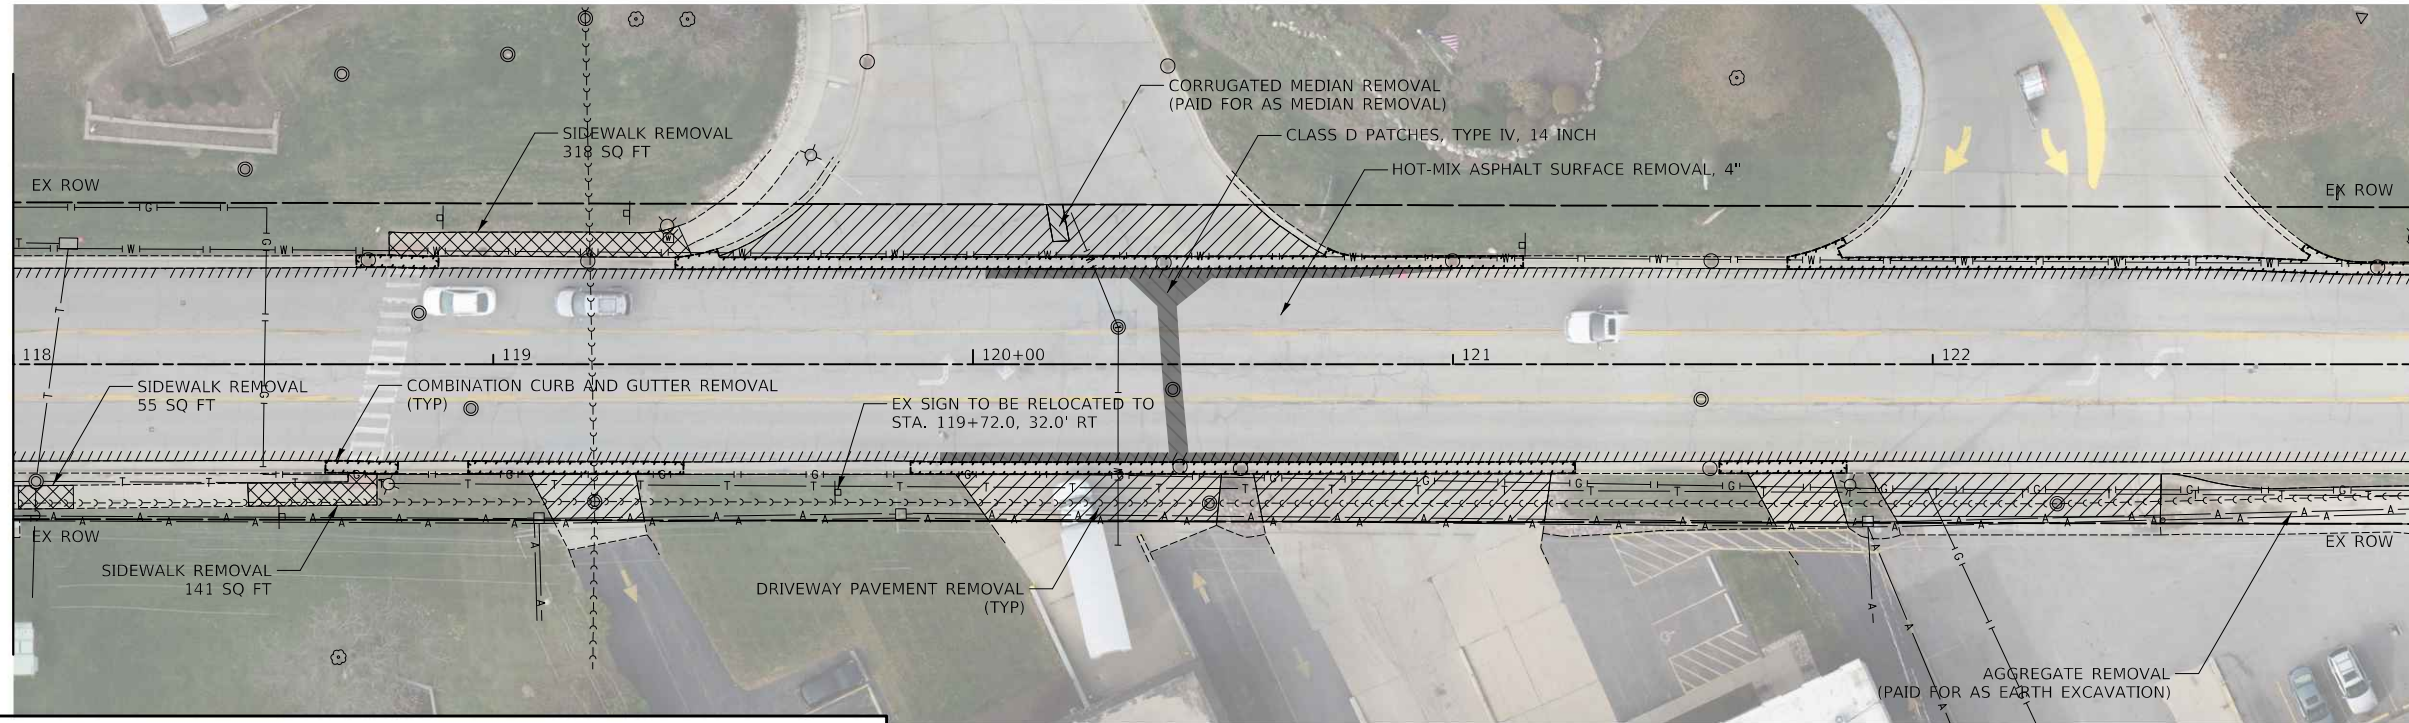 CORRUGATED MEDIAN REMOVAL
(PAID FOR AS MEDIAN REMOVAL)
SIDEWALK REMOVAL
318 SQ FT
CLASS D PATCHES, TYPE IV, 14 INCH
HOT-MIX ASPHALT SURFACE REMOVAL, 4"
EX ROW
EX ROW
118
119
120+00
121
122
SIDEWALK REMOVAL
55 SQ FT
COMBINATION CURB AND GUTTER REMOVAL
(TYP)
EX SIGN TO BE RELOCATED TO
STA. 119+72.0, 32.0' RT
EX ROW
EX ROW
SIDEWALK REMOVAL
141 SQ FT
DRIVEWAY PAVEMENT REMOVAL
(TYP)
AGGREGATE REMOVAL
(PAID FOR AS EARTH EXCAVATION)